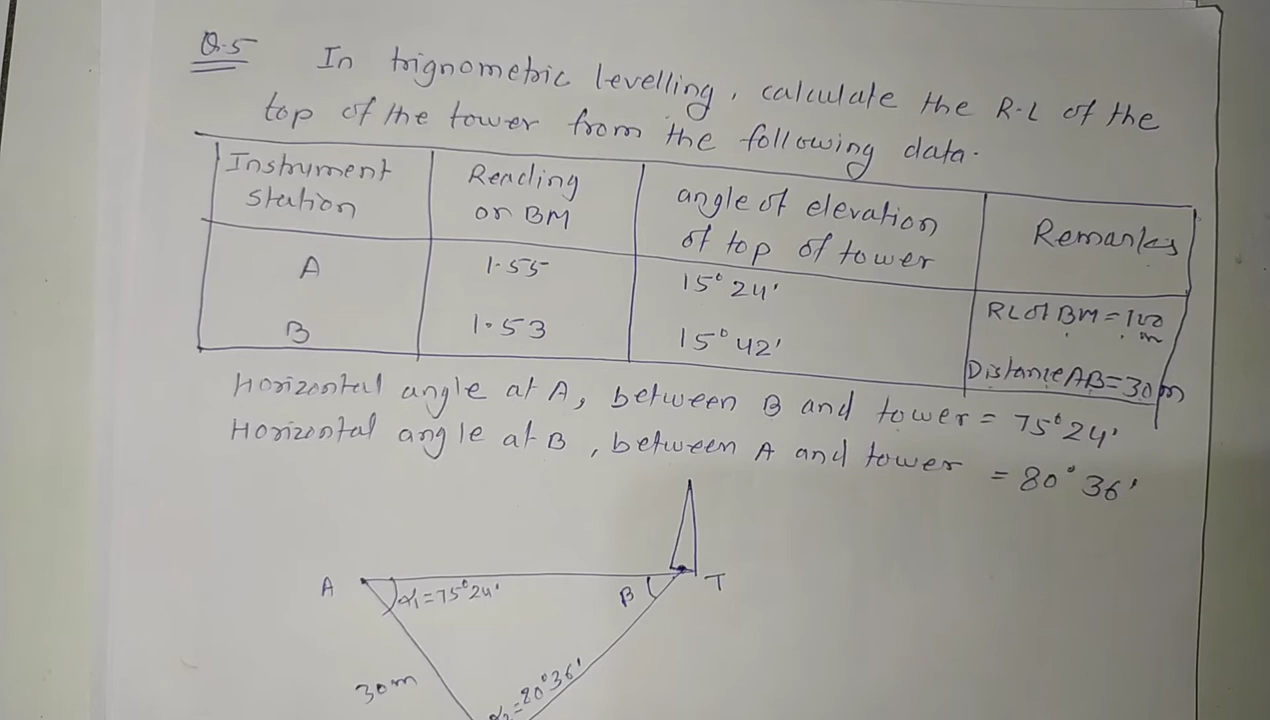 Q.5 In trignometric levelling, calculate the R.L of the
top of the tower from the following data.
Instrument station
Reading on BM
angle of elevation of top of tower
Remarks
A 1.55 15°24' RL of BM = 100 m
B 1.53 15°42' Distance AB = 30m
Horizontal angle at A, between B and tower = 75°24'
Horizontal angle at B, between A and tower = 80°36'
A α₁=75°24' β T
30m
α₂=80°36'